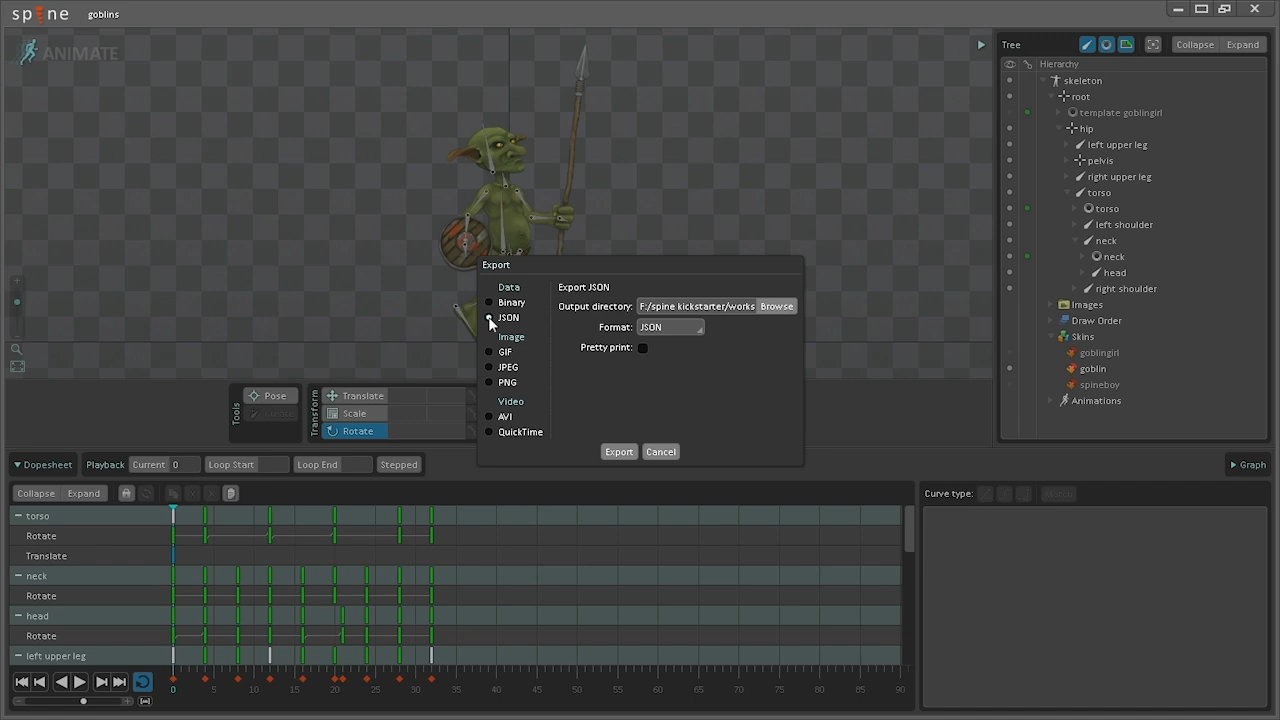 spine goblins
ANIMATE
Tree
Collapse
Expand
Hierarchy
skeleton
root
template goblingirl
hip
left upper leg
pelvis
right upper leg
torso
torso
left shoulder
neck
neck
head
right shoulder
Images
Draw Order
Skins
goblingirl
goblin
spineboy
Animations
Export
Data
Binary
JSON
Image
GIF
JPEG
PNG
Video
AVI
QuickTime
Export JSON
Output directory: F:/spine kickstarter/works Browse
Format: JSON
Pretty print:
Export Cancel
Tools
Pose
Create
Transform
Translate
Scale
Rotate
Dopesheet Playback Current 0 Loop Start Loop End Stepped
Graph
Collapse Expand
Curve type:
torso
Rotate
Translate
neck
Rotate
head
Rotate
left upper leg
0 5 10 15 20 25 30 35 40 45 50 55 60 65 70 75 80 85 90